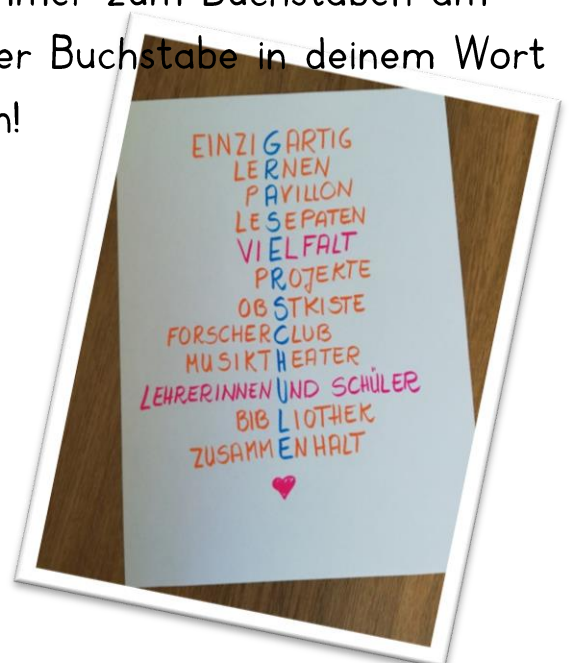 zum Buchstaben am
er Buchstabe in deinem Wort
n!
EINZIGARTIG
LERNEN
PAVILLON
LESEPATEN
VIELFALT
PROJEKTE
OBSTKISTE
FORSCHERCLUB
MUSIKTHEATER
LEHRERINNEN UND SCHÜLER
BIBLIOTHEK
ZUSAMMENHALT